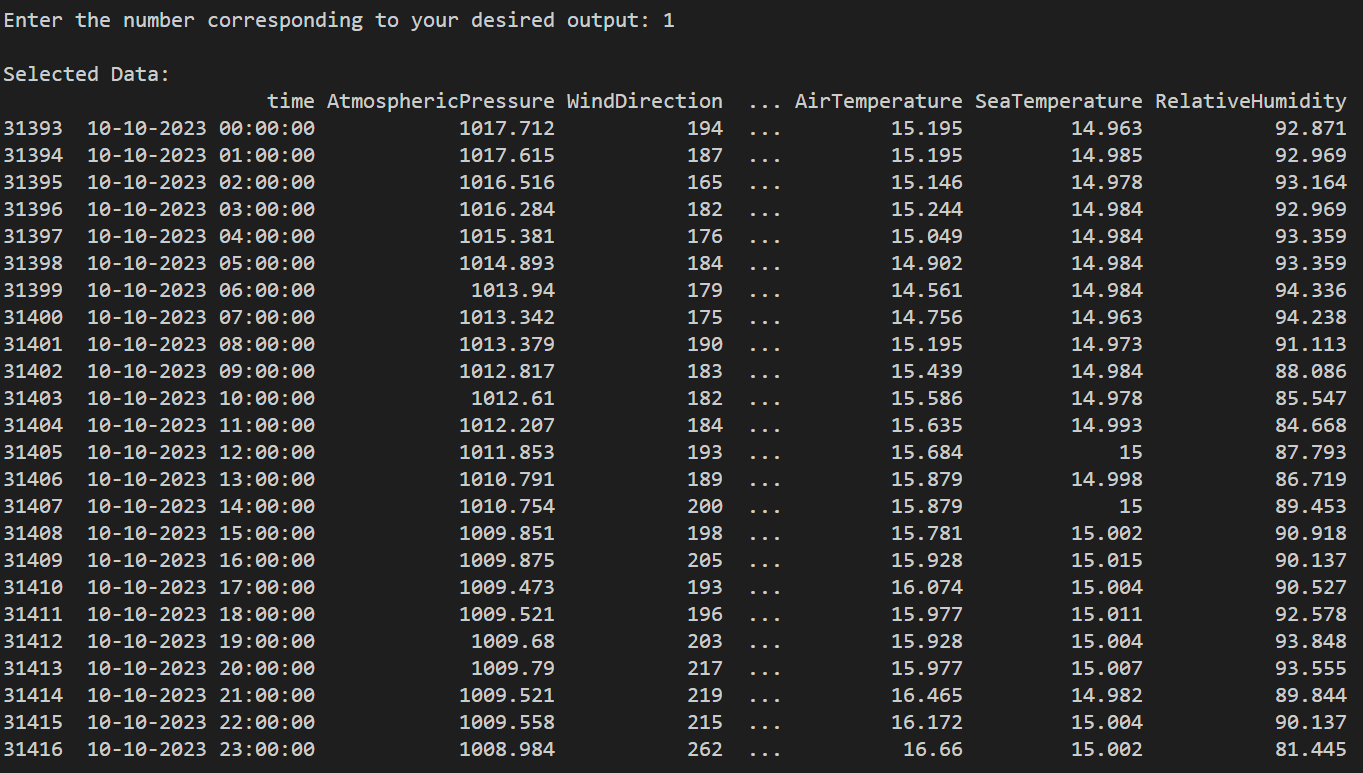 Enter the number corresponding to your desired output: 1
Selected Data:
time AtmosphericPressure WindDirection ... AirTemperature SeaTemperature RelativeHumidity
31393 10-10-2023 00:00:00 1017.712 194 ... 15.195 14.963 92.871
31394 10-10-2023 01:00:00 1017.615 187 ... 15.195 14.985 92.969
31395 10-10-2023 02:00:00 1016.516 165 ... 15.146 14.978 93.164
31396 10-10-2023 03:00:00 1016.284 182 ... 15.244 14.984 92.969
31397 10-10-2023 04:00:00 1015.381 176 ... 15.049 14.984 93.359
31398 10-10-2023 05:00:00 1014.893 184 ... 14.902 14.984 93.359
31399 10-10-2023 06:00:00 1013.94 179 ... 14.561 14.984 94.336
31400 10-10-2023 07:00:00 1013.342 175 ... 14.756 14.963 94.238
31401 10-10-2023 08:00:00 1013.379 190 ... 15.195 14.973 91.113
31402 10-10-2023 09:00:00 1012.817 183 ... 15.439 14.984 88.086
31403 10-10-2023 10:00:00 1012.61 182 ... 15.586 14.978 85.547
31404 10-10-2023 11:00:00 1012.207 184 ... 15.635 14.993 84.668
31405 10-10-2023 12:00:00 1011.853 193 ... 15.684 15 87.793
31406 10-10-2023 13:00:00 1010.791 189 ... 15.879 14.998 86.719
31407 10-10-2023 14:00:00 1010.754 200 ... 15.879 15 89.453
31408 10-10-2023 15:00:00 1009.851 198 ... 15.781 15.002 90.918
31409 10-10-2023 16:00:00 1009.875 205 ... 15.928 15.015 90.137
31410 10-10-2023 17:00:00 1009.473 193 ... 16.074 15.004 90.527
31411 10-10-2023 18:00:00 1009.521 196 ... 15.977 15.011 92.578
31412 10-10-2023 19:00:00 1009.68 203 ... 15.928 15.004 93.848
31413 10-10-2023 20:00:00 1009.79 217 ... 15.977 15.007 93.555
31414 10-10-2023 21:00:00 1009.521 219 ... 16.465 14.982 89.844
31415 10-10-2023 22:00:00 1009.558 215 ... 16.172 15.004 90.137
31416 10-10-2023 23:00:00 1008.984 262 ... 16.66 15.002 81.445